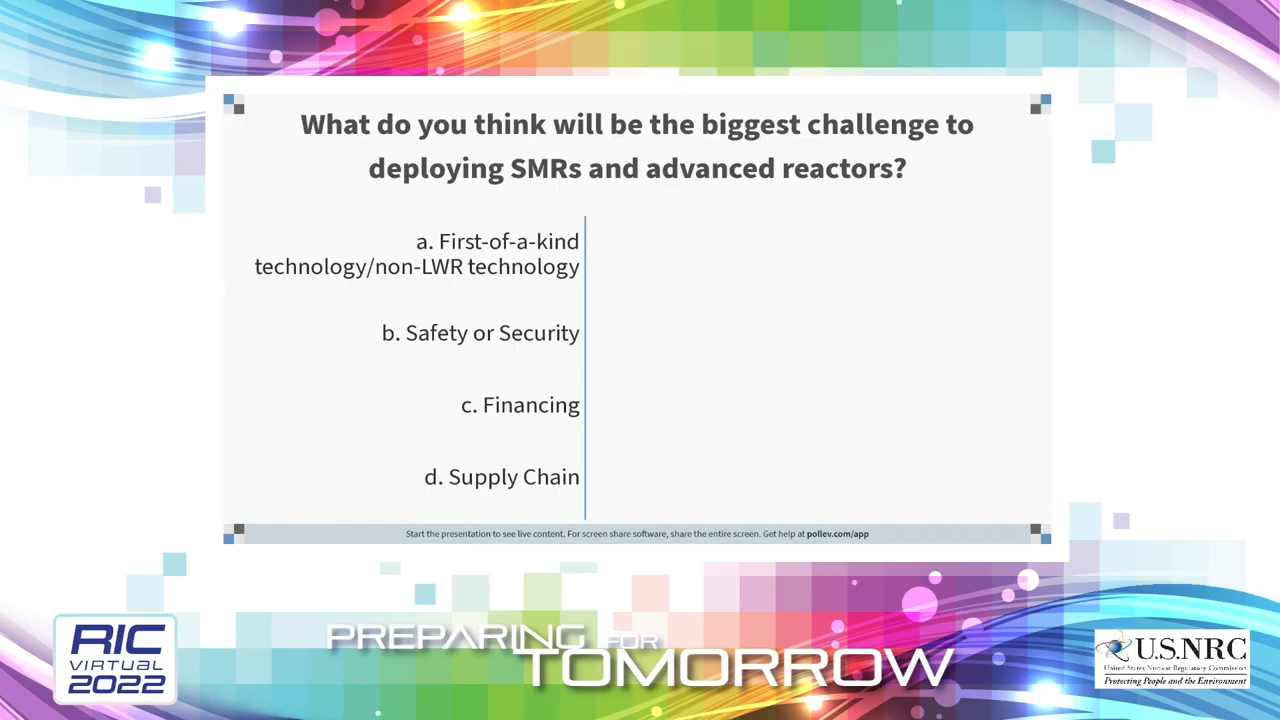 What do you think will be the biggest challenge to
deploying SMRs and advanced reactors?
a. First-of-a-kind
technology/non-LWR technology
b. Safety or Security
c. Financing
d. Supply Chain
Start the presentation to see live content. For screen share software, share the entire screen. Get help at pollev.com/app
RIC
VIRTUAL
2022
PREPARING FOR
TOMORROW
U.S.NRC
United States Nuclear Regulatory Commission
Protecting People and the Environment